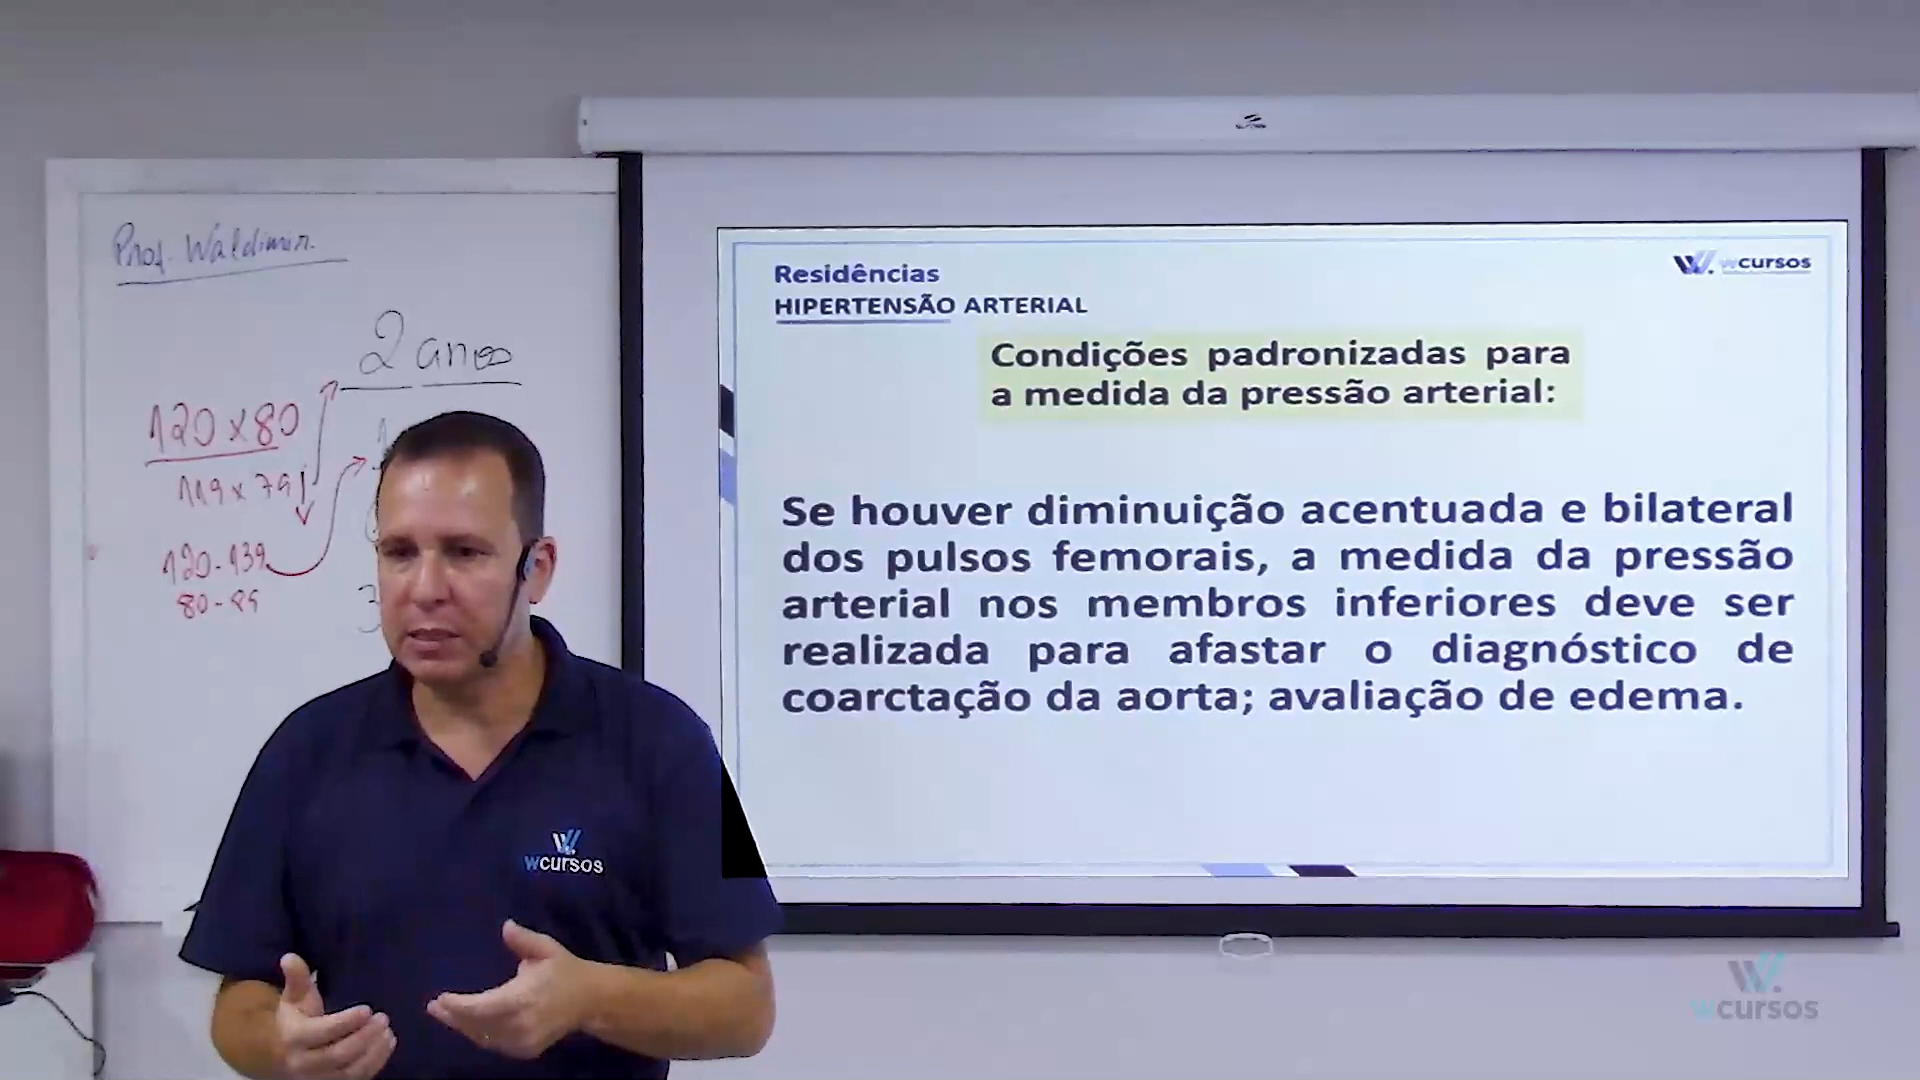 Prof. Waldimir.
2 anos
120 x 80
119 x 79
120-139
80-89
3
Residências
HIPERTENSÃO ARTERIAL
wcursos
Condições padronizadas para
a medida da pressão arterial:
Se houver diminuição acentuada e bilateral
dos pulsos femorais, a medida da pressão
arterial nos membros inferiores deve ser
realizada para afastar o diagnóstico de
coarctação da aorta; avaliação de edema.
wcursos
wcursos